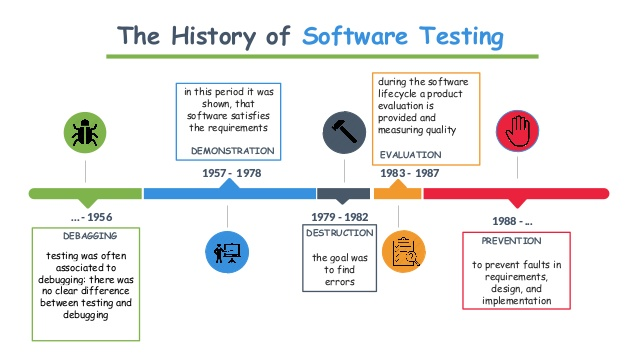 The History of Software Testing
in this period it was
shown, that
software satisfies
the requirements
DEMONSTRATION
1957 - 1978
during the software
lifecycle a product
evaluation is
provided and
measuring quality
EVALUATION
1983 - 1987
... - 1956
DEBAGGING
testing was often
associated to
debugging: there was
no clear difference
between testing and
debugging
1979 - 1982
DESTRUCTION
the goal was
to find
errors
1988 - ...
PREVENTION
to prevent faults in
requirements,
design, and
implementation